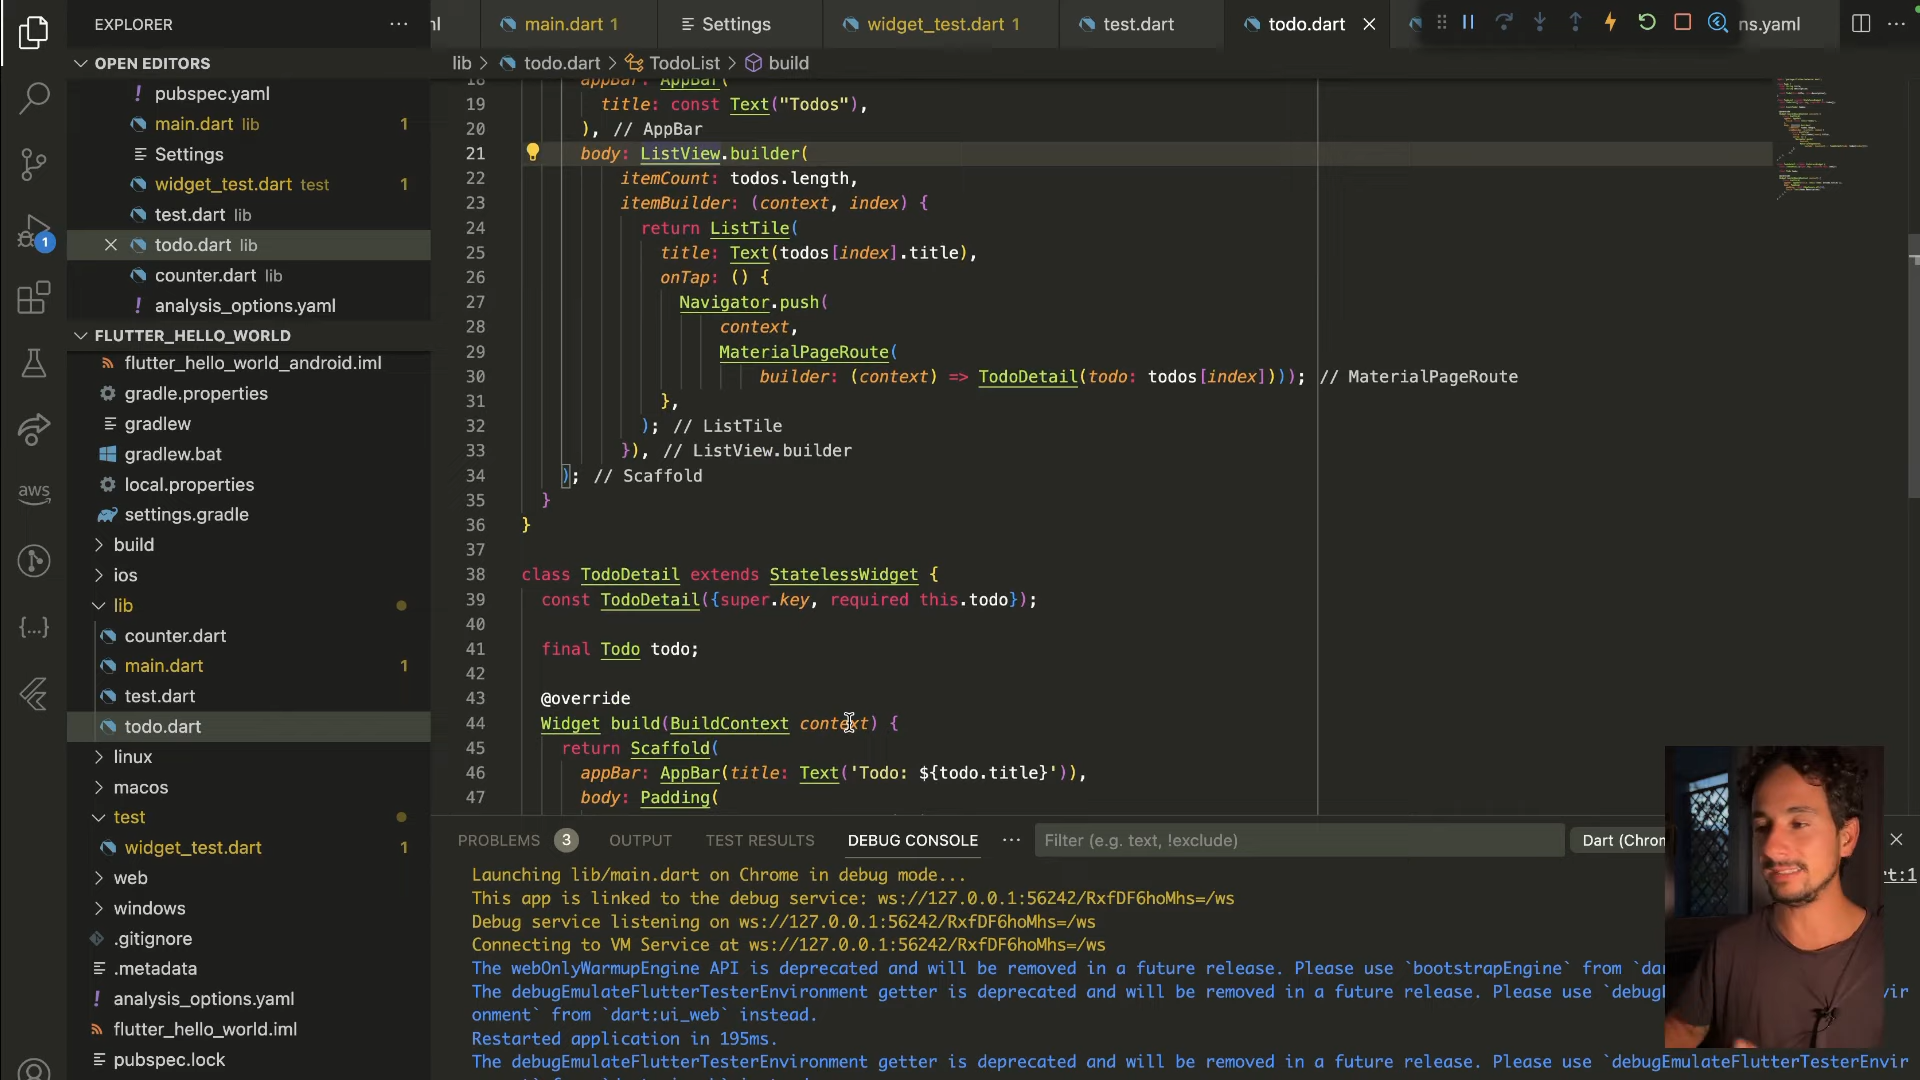 EXPLORER
OPEN EDITORS
! pubspec.yaml
main.dart lib 1
Settings
widget_test.dart test 1
test.dart lib
todo.dart lib
counter.dart lib
! analysis_options.yaml
FLUTTER_HELLO_WORLD
flutter_hello_world_android.iml
gradle.properties
gradlew
gradlew.bat
local.properties
settings.gradle
build
ios
lib
counter.dart
main.dart 1
test.dart
todo.dart
linux
macos
test
widget_test.dart 1
web
windows
.gitignore
.metadata
! analysis_options.yaml
flutter_hello_world.iml
pubspec.lock
1
aws
main.dart 1
Settings
widget_test.dart 1
test.dart
todo.dart
ns.yaml
lib > todo.dart > TodoList > build
18 appBar: AppBar(
19 title: const Text("Todos"),
20 ), // AppBar
21 body: ListView.builder(
22 itemCount: todos.length,
23 itemBuilder: (context, index) {
24 return ListTile(
25 title: Text(todos[index].title),
26 onTap: () {
27 Navigator.push(
28 context,
29 MaterialPageRoute(
30 builder: (context) => TodoDetail(todo: todos[index]))); // MaterialPageRoute
31 },
32 ); // ListTile
33 }), // ListView.builder
34 ); // Scaffold
35 }
36 }
37
38 class TodoDetail extends StatelessWidget {
39 const TodoDetail({super.key, required this.todo});
40
41 final Todo todo;
42
43 @override
44 Widget build(BuildContext context) {
45 return Scaffold(
46 appBar: AppBar(title: Text('Todo: ${todo.title}')),
47 body: Padding(
PROBLEMS 3 OUTPUT TEST RESULTS DEBUG CONSOLE Filter (e.g. text, !exclude) Dart (Chrom
rt:1
Launching lib/main.dart on Chrome in debug mode...
This app is linked to the debug service: ws://127.0.0.1:56242/RxfDF6hoMhs=/ws
Debug service listening on ws://127.0.0.1:56242/RxfDF6hoMhs=/ws
Connecting to VM Service at ws://127.0.0.1:56242/RxfDF6hoMhs=/ws
The webOnlyWarmupEngine API is deprecated and will be removed in a future release. Please use `bootstrapEngine` from `dar
The debugEmulateFlutterTesterEnvironment getter is deprecated and will be removed in a future release. Please use `debugE vir
onment` from `dart:ui_web` instead.
Restarted application in 195ms.
The debugEmulateFlutterTesterEnvironment getter is deprecated and will be removed in a future release. Please use `debugEmulateFlutterTesterEnvir